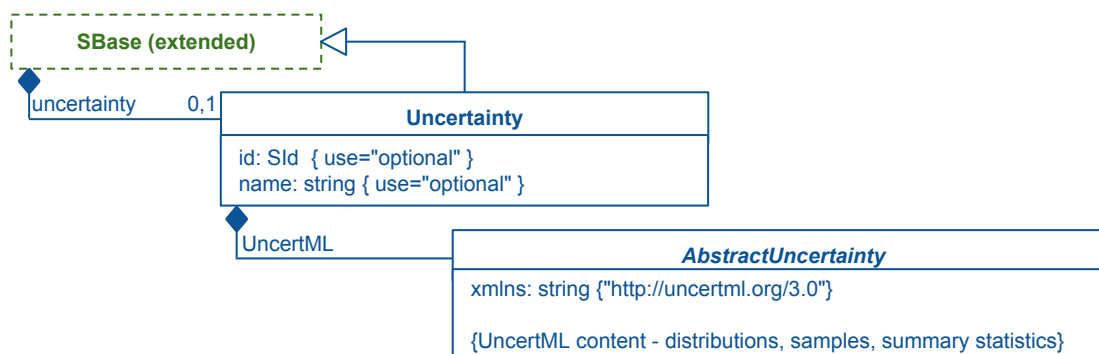 SBase (extended)
uncertainty 0,1
Uncertainty
id: SId { use="optional" }
name: string { use="optional" }
UncertML
AbstractUncertainty
xmlns: string {"http://uncertml.org/3.0"}
{UncertML content - distributions, samples, summary statistics}